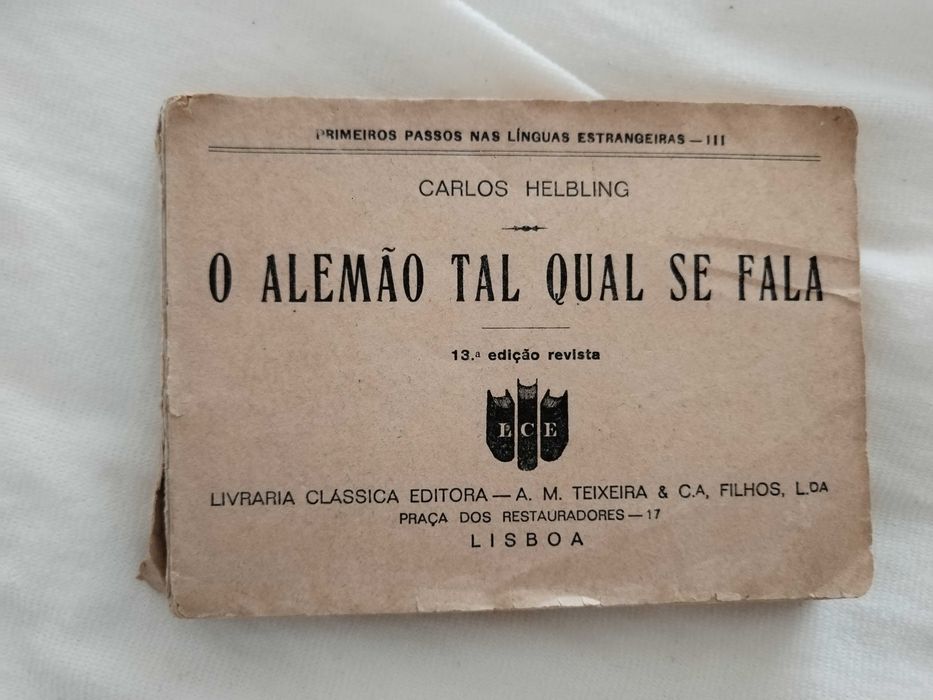 PRIMEIROS PASSOS NAS LÍNGUAS ESTRANGEIRAS — III
CARLOS HELBLING
O ALEMÃO TAL QUAL SE FALA
13.ª edição revista
L C E
LIVRARIA CLÁSSICA EDITORA — A. M. TEIXEIRA & C.A, FILHOS, L.DA
PRAÇA DOS RESTAURADORES — 17
LISBOA